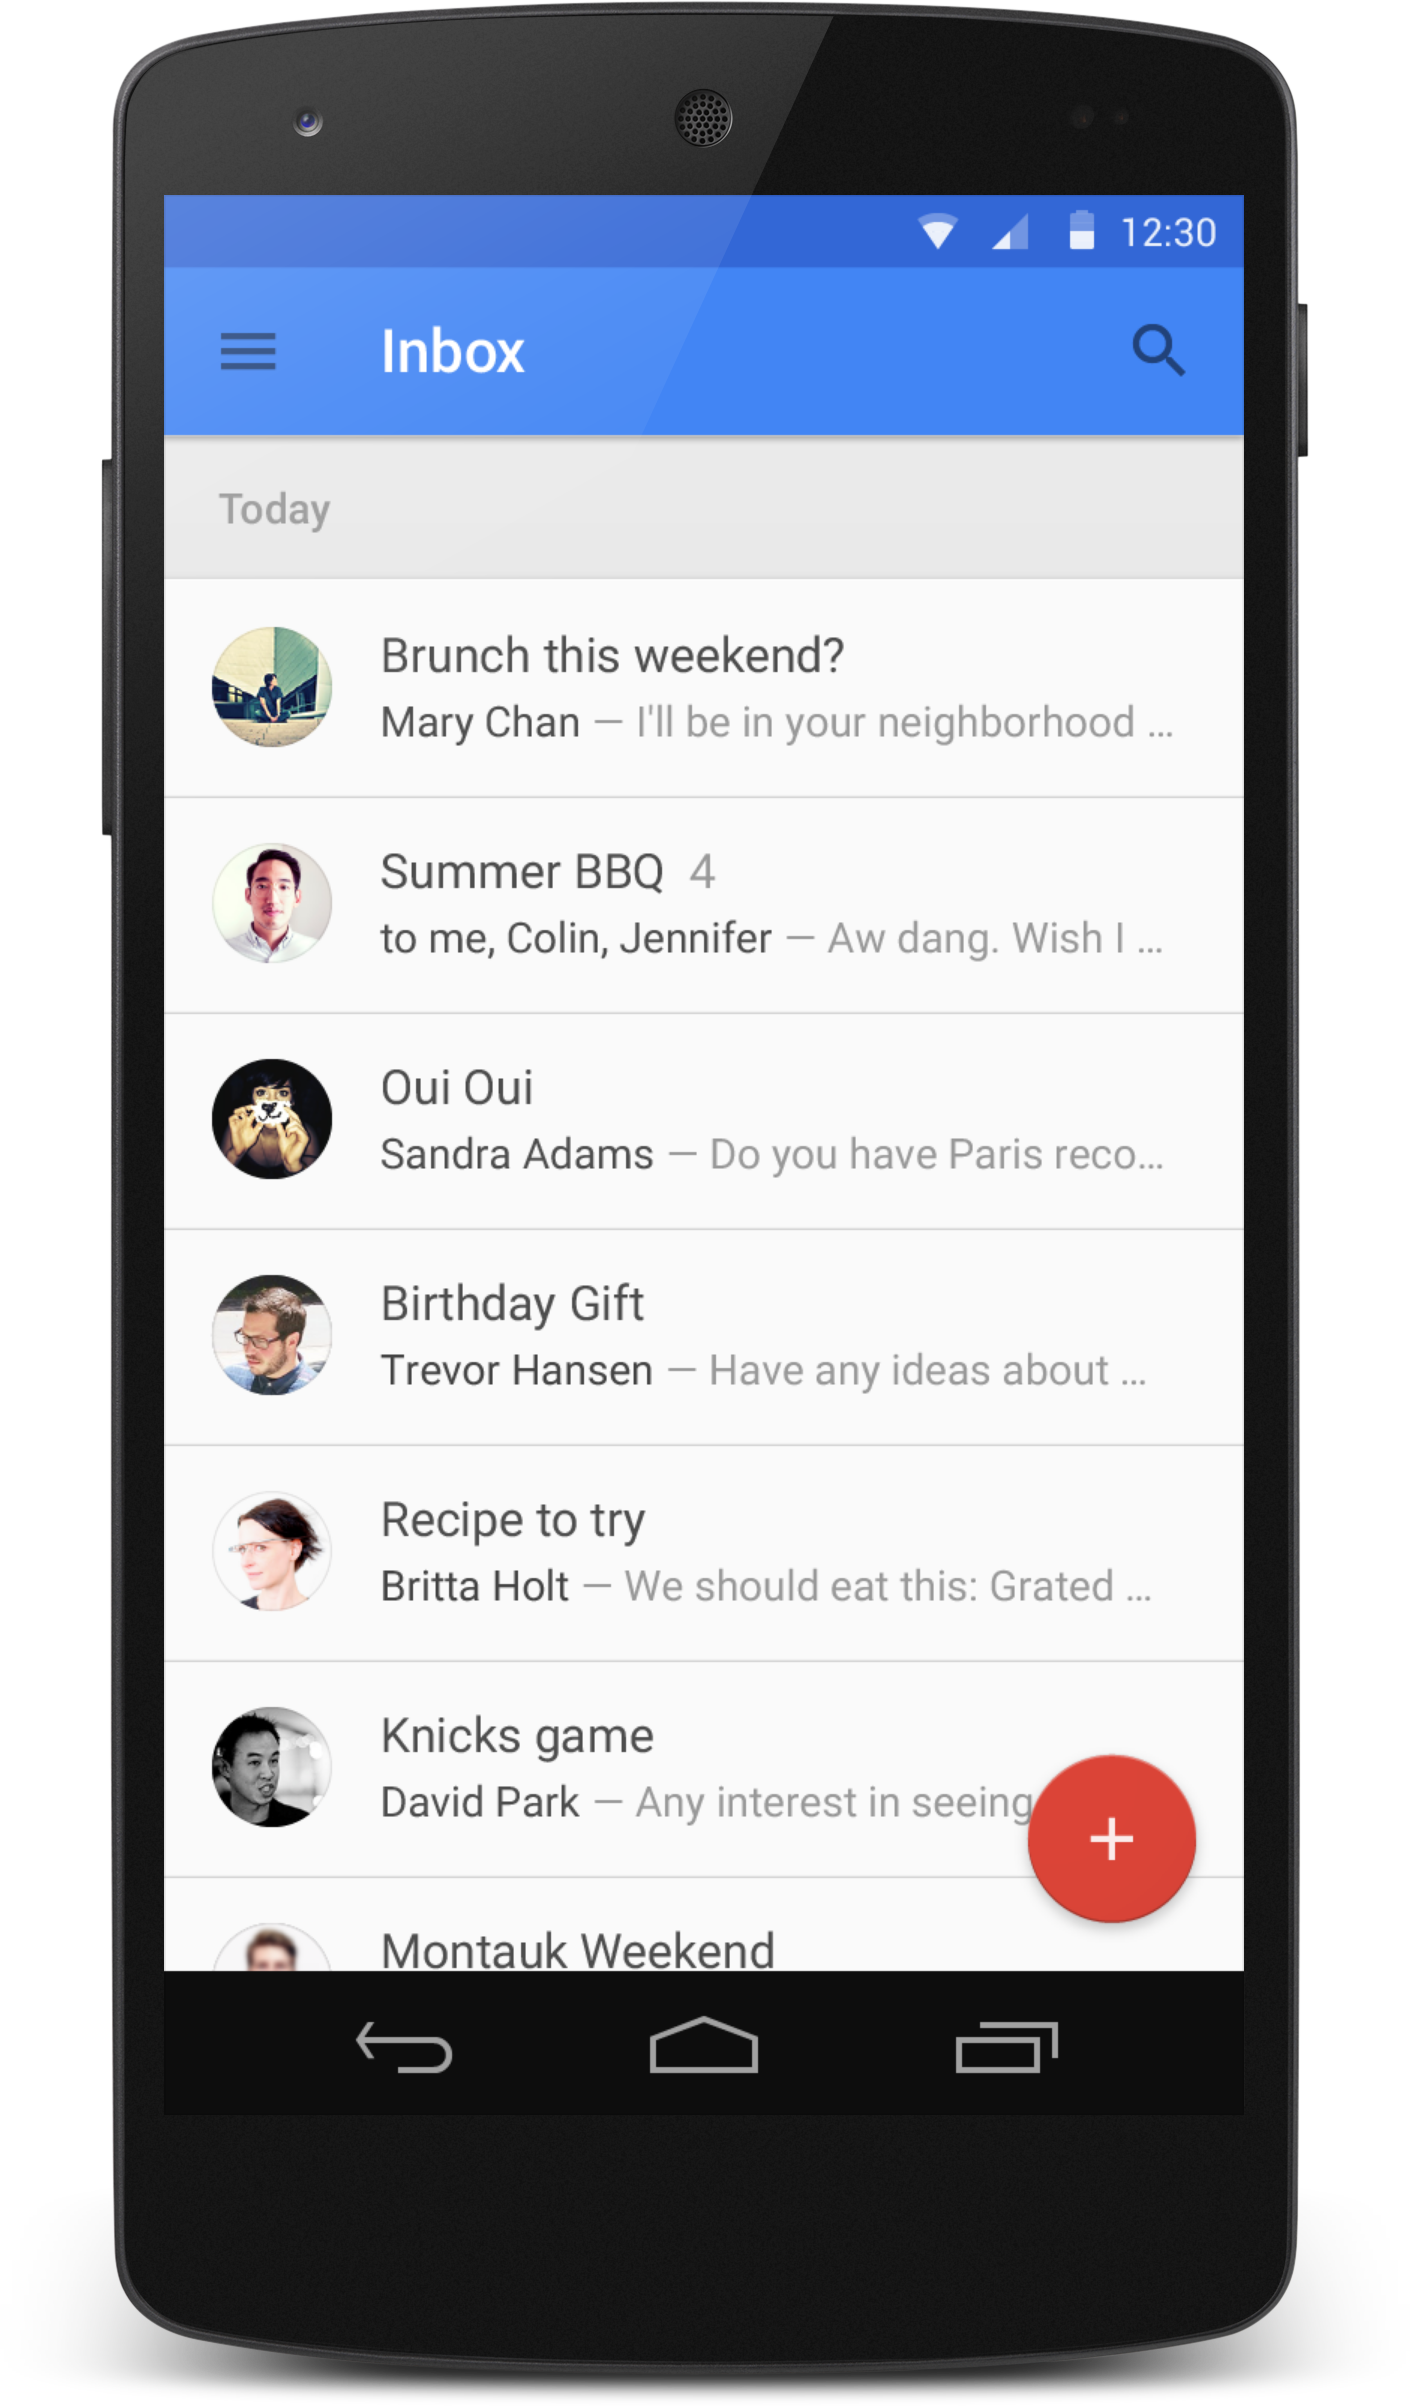 12:30
Inbox
Today
Brunch this weekend?
Mary Chan — I'll be in your neighborhood ...
Summer BBQ 4
to me, Colin, Jennifer — Aw dang. Wish I ...
Oui Oui
Sandra Adams — Do you have Paris reco...
Birthday Gift
Trevor Hansen — Have any ideas about ...
Recipe to try
Britta Holt — We should eat this: Grated ...
Knicks game
David Park — Any interest in seeing
Montauk Weekend